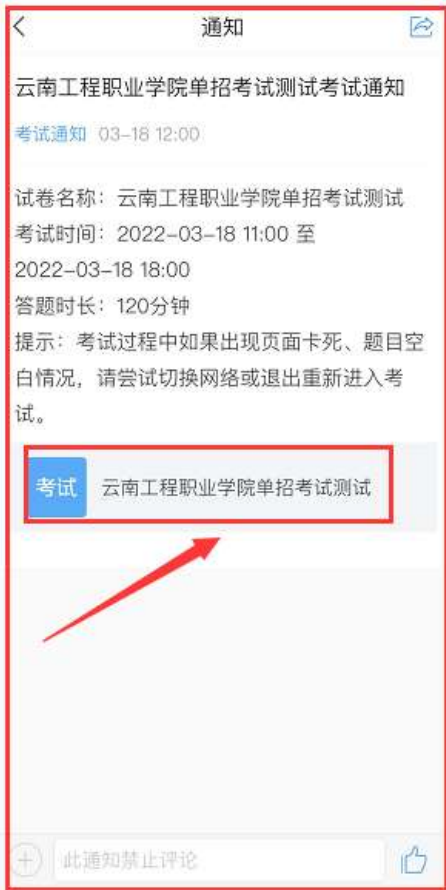 通知
云南工程职业学院单招考试测试考试通知
考试通知 03-18 12:00
试卷名称：云南工程职业学院单招考试测试
考试时间：2022-03-18 11:00 至
2022-03-18 18:00
答题时长：120分钟
提示：考试过程中如果出现页面卡死、题目空
白情况，请尝试切换网络或退出重新进入考
试。
考试 云南工程职业学院单招考试测试
此通知禁止评论